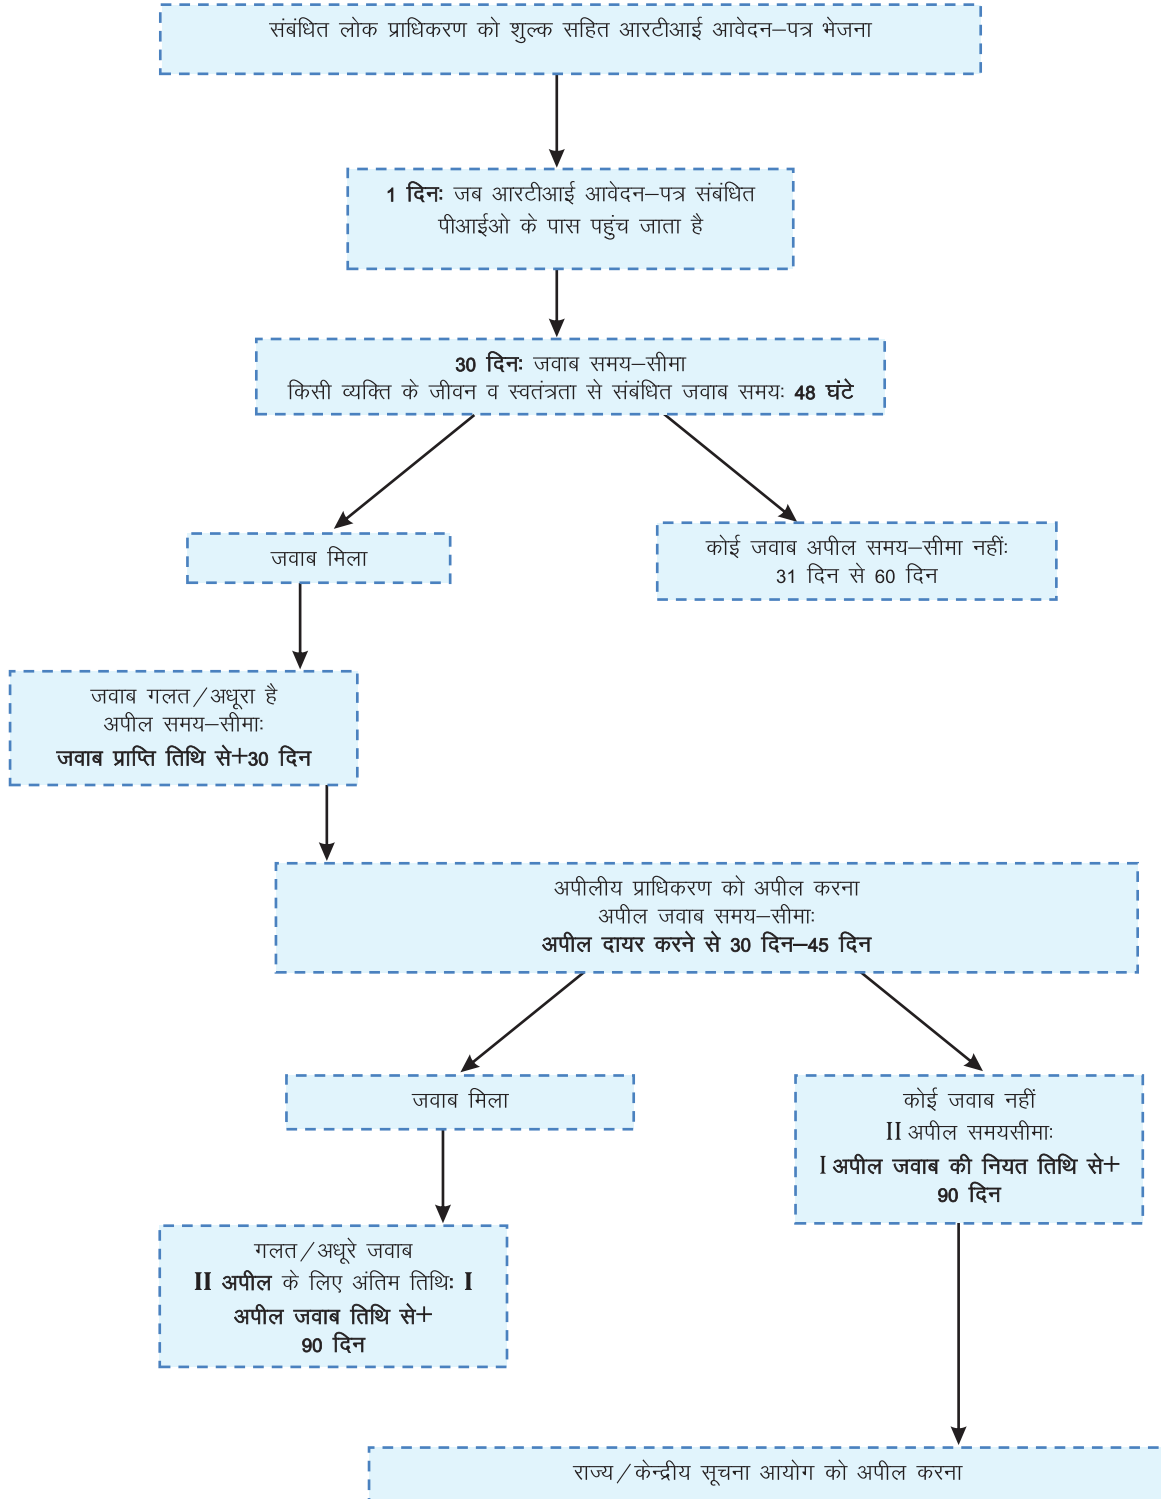 संबंधित लोक प्राधिकरण को शुल्क सहित आरटीआई आवेदन–पत्र भेजना
1 दिनः जब आरटीआई आवेदन–पत्र संबंधित
पीआईओ के पास पहुंच जाता है
30 दिनः जवाब समय–सीमा
किसी व्यक्ति के जीवन व स्वतंत्रता से संबंधित जवाब समयः 48 घंटे
जवाब मिला
कोई जवाब अपील समय–सीमा नहींः
31 दिन से 60 दिन
जवाब गलत/अधूरा है
अपील समय–सीमाः
जवाब प्राप्ति तिथि से+30 दिन
अपीलीय प्राधिकरण को अपील करना
अपील जवाब समय–सीमाः
अपील दायर करने से 30 दिन–45 दिन
जवाब मिला
कोई जवाब नहीं
II अपील समयसीमाः
I अपील जवाब की नियत तिथि से+
90 दिन
गलत/अधूरे जवाब
II अपील के लिए अंतिम तिथिः I
अपील जवाब तिथि से+
90 दिन
राज्य/केन्द्रीय सूचना आयोग को अपील करना